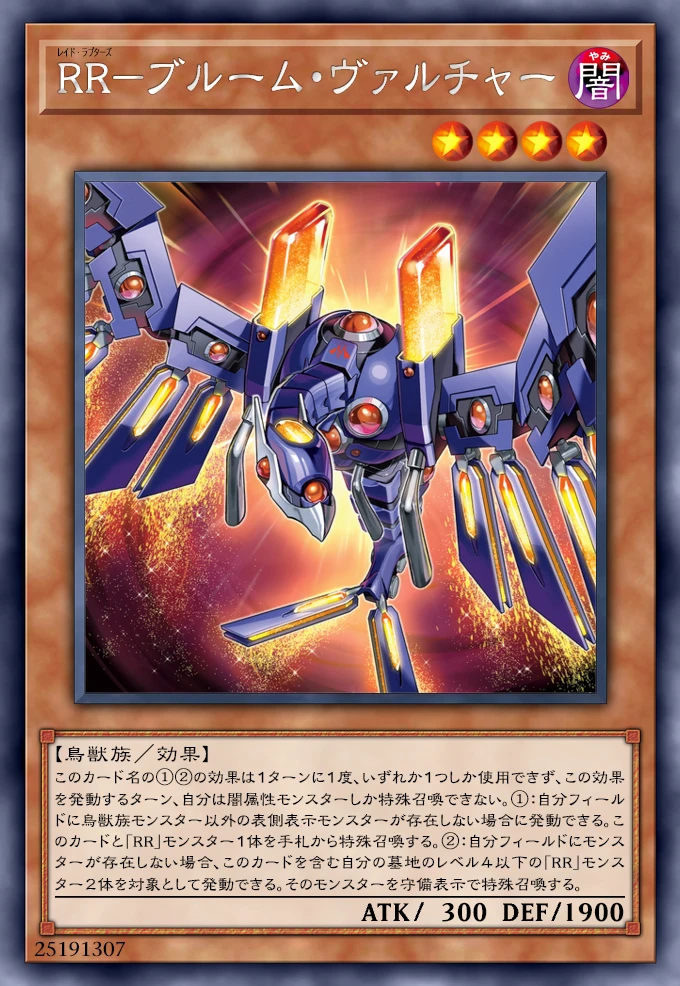 レイド・ラプターズ
RR－ブルーム・ヴァルチャー
やみ
闇
【鳥獣族／効果】
このカード名の①②の効果は１ターンに１度、いずれか１つしか使用できず、この効果
を発動するターン、自分は闇属性モンスターしか特殊召喚できない。①：自分フィール
ドに鳥獣族モンスター以外の表側表示モンスターが存在しない場合に発動できる。こ
のカードと「RR」モンスター１体を手札から特殊召喚する。②：自分フィールドにモンス
ターが存在しない場合、このカードを含む自分の墓地のレベル４以下の「RR」モンス
ター２体を対象として発動できる。そのモンスターを守備表示で特殊召喚する。
ATK/ 300 DEF/1900
25191307